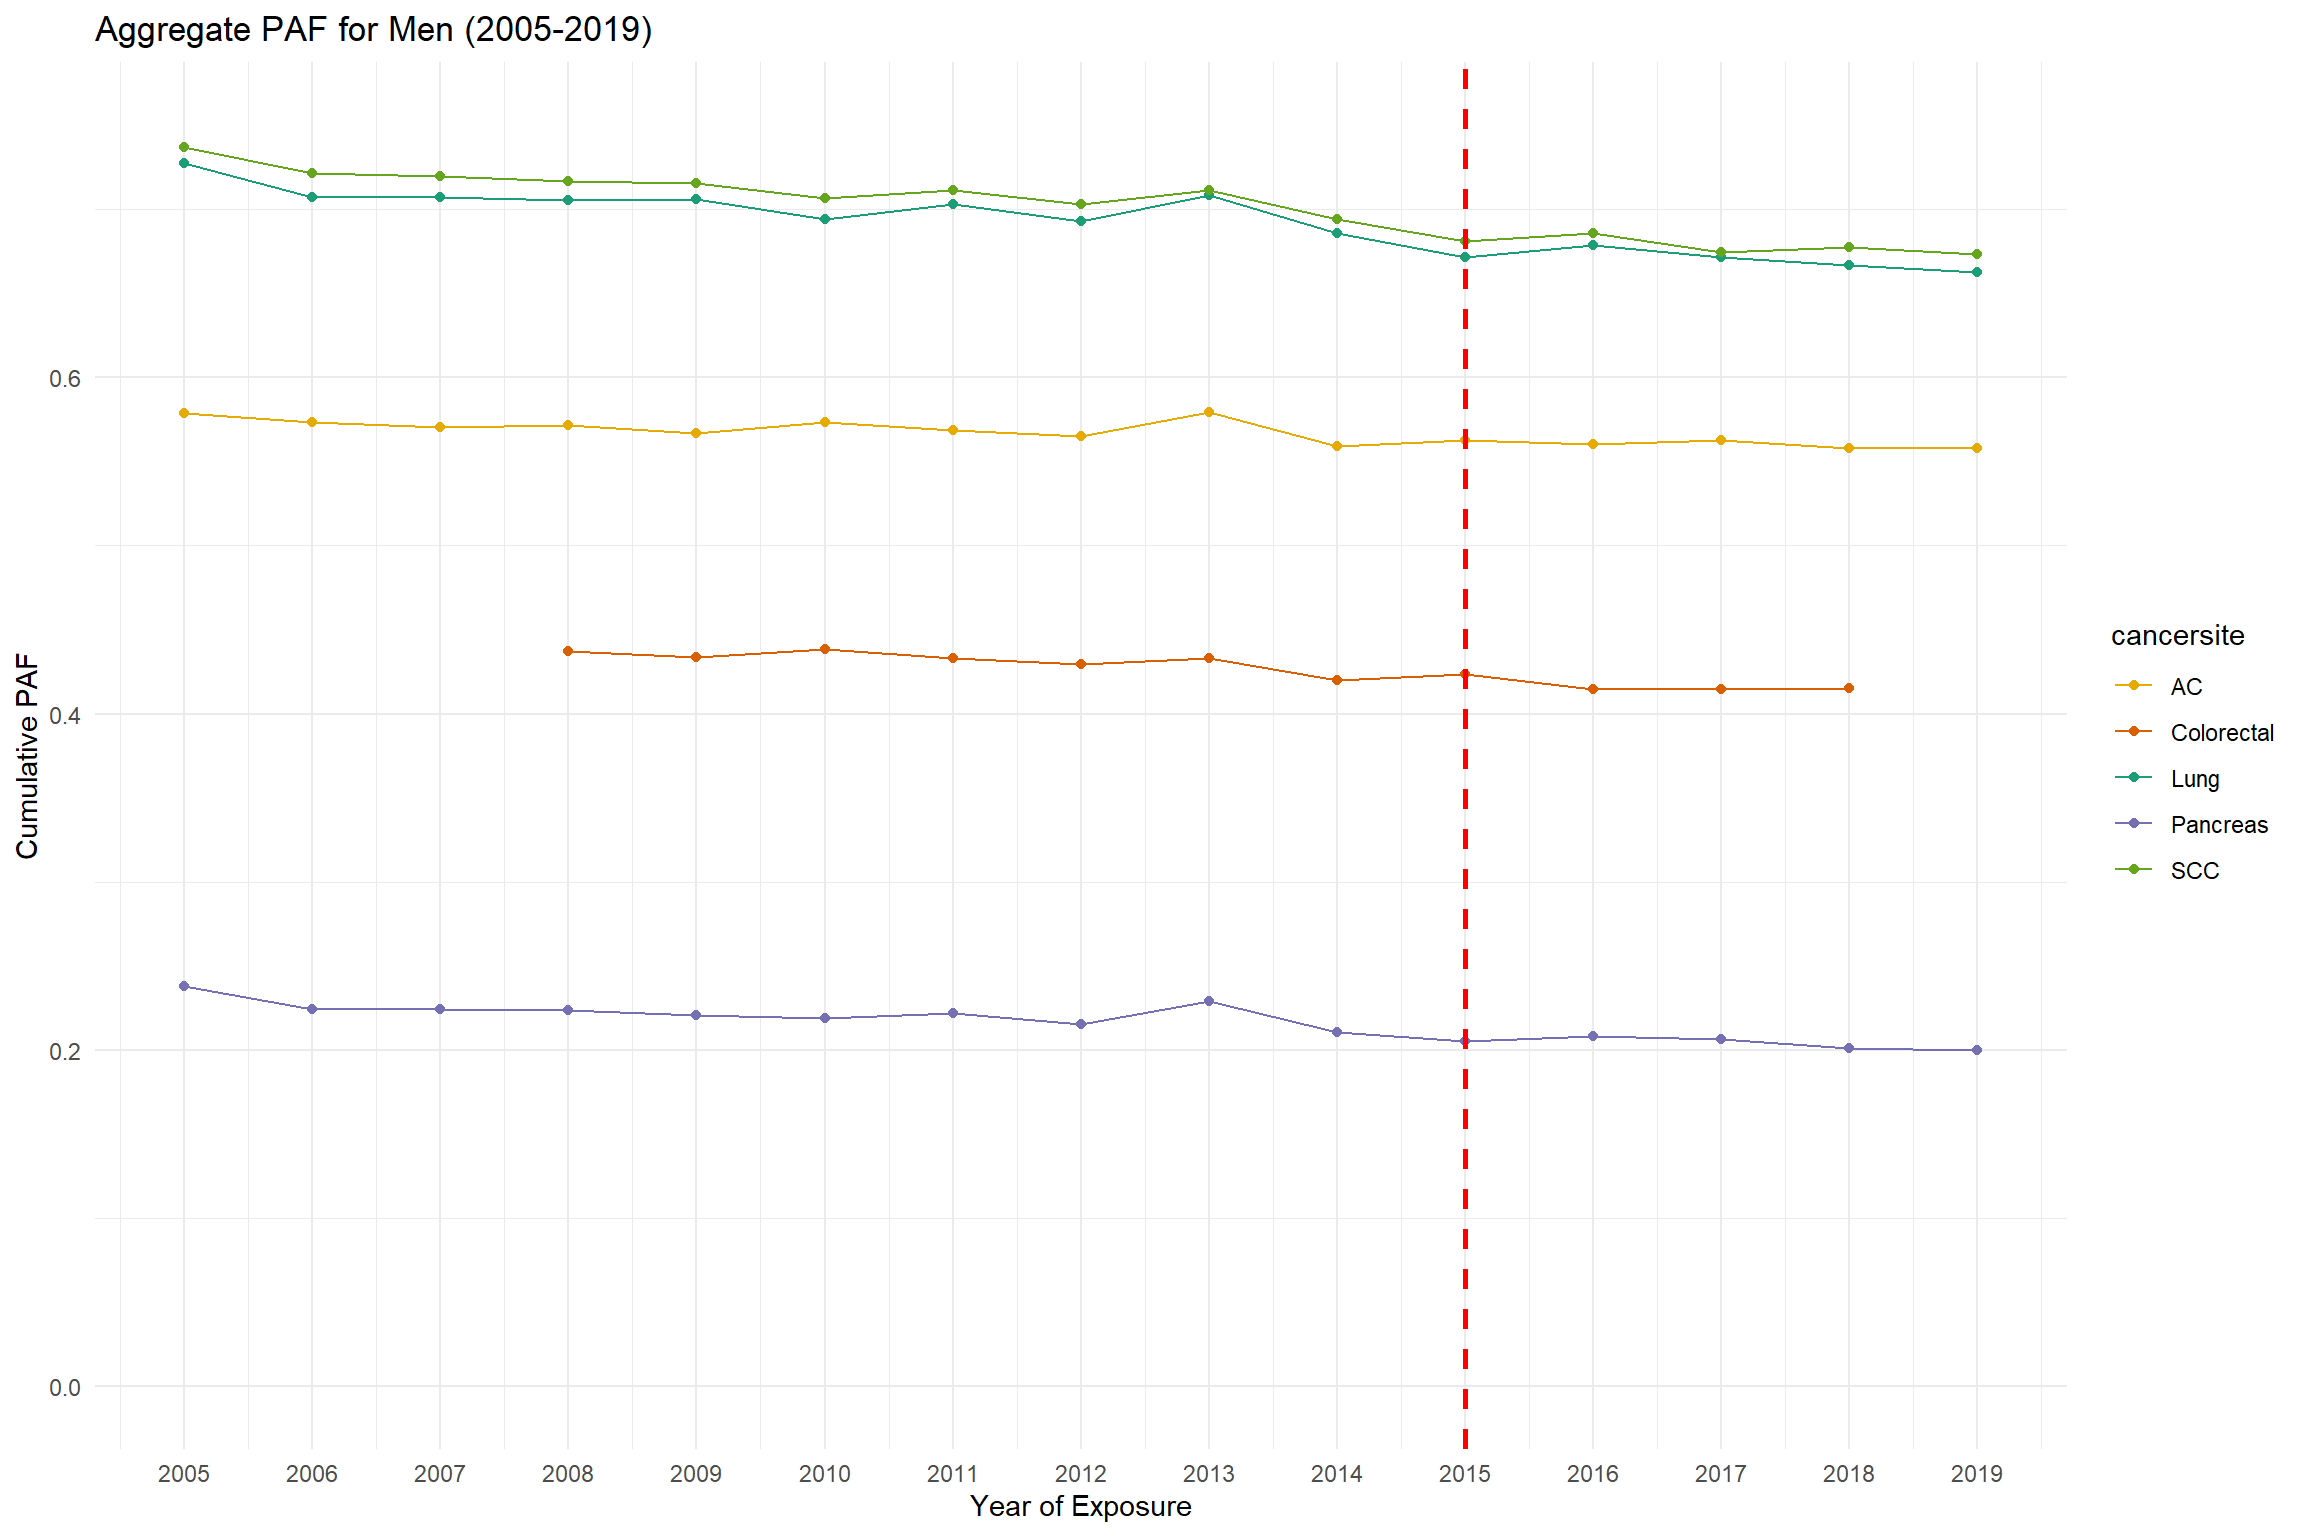 Aggregate PAF for Men (2005-2019)
Cumulative PAF
0.6
0.4
0.2
0.0
2005 2006 2007 2008 2009 2010 2011 2012 2013 2014 2015 2016 2017 2018 2019
Year of Exposure
cancersite
AC
Colorectal
Lung
Pancreas
SCC